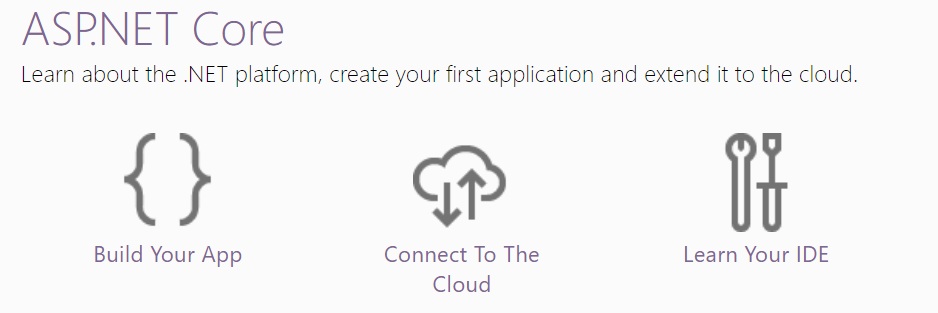 ASP.NET Core
Learn about the .NET platform, create your first application and extend it to the cloud.
Build Your App
Connect To The
Cloud
Learn Your IDE